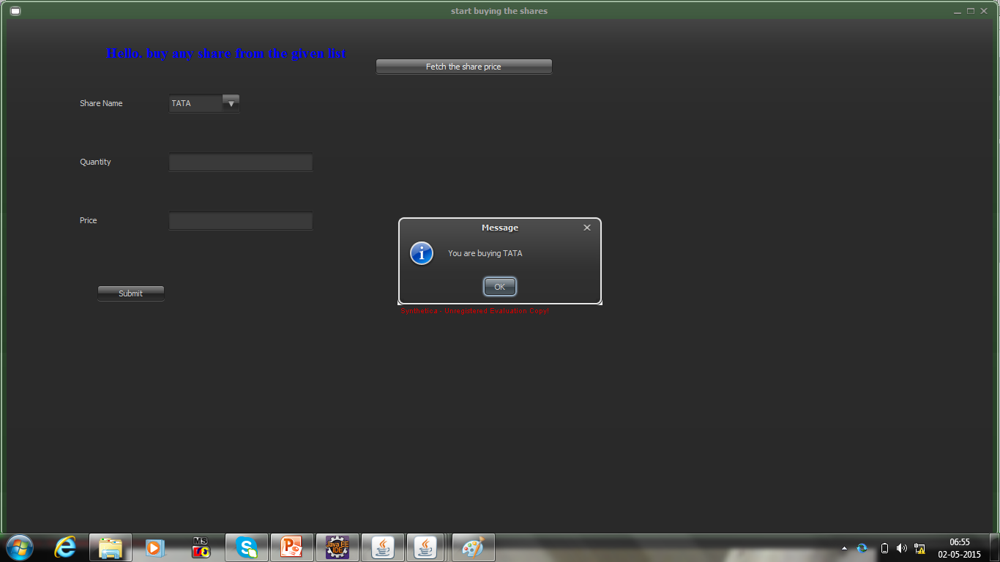 start buying the shares
Hello, buy any share from the given list
Fetch the share price
Share Name
TATA
Quantity
Price
Message
You are buying TATA
OK
Submit
Synthetica - Unregistered Evaluation Copy!
MS
Java EE
IDE
06:55
02-05-2015